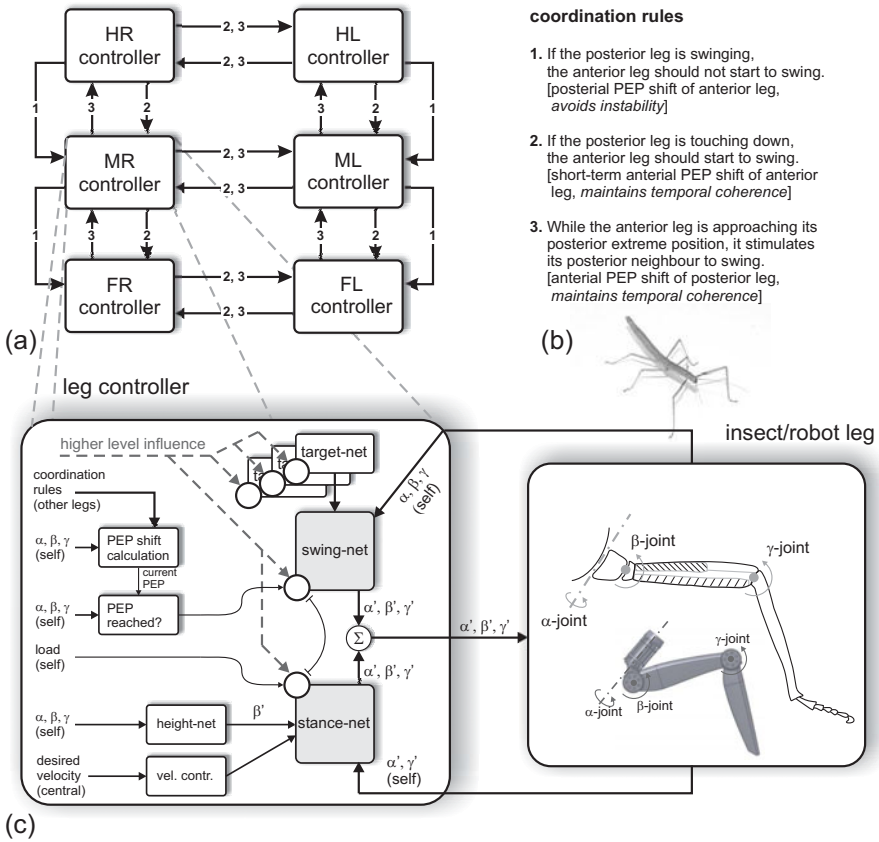 HR
controller
2, 3
HL
controller
2, 3
1
3
2
3
2
1
MR
controller
2, 3
ML
controller
2, 3
1
3
2
3
2
1
FR
controller
2, 3
FL
controller
2, 3
(a)
coordination rules
1. If the posterior leg is swinging,
the anterior leg should not start to swing.
[posterial PEP shift of anterior leg,
avoids instability]
2. If the posterior leg is touching down,
the anterior leg should start to swing.
[short-term anterial PEP shift of anterior
leg, maintains temporal coherence]
3. While the anterior leg is approaching its
posterior extreme position, it stimulates
its posterior neighbour to swing.
[anterial PEP shift of posterior leg,
maintains temporal coherence]
(b)
leg controller
insect/robot leg
higher level influence
target-net
ta
ta
coordination
rules
(other legs)
α, β, γ
(self)
α, β, γ
(self)
PEP shift
calculation
swing-net
current
PEP
α, β, γ
(self)
PEP
reached?
α', β', γ'
Σ
α', β', γ'
load
(self)
α', β', γ'
α, β, γ
(self)
height-net
β'
stance-net
desired
velocity
(central)
vel. contr.
α', γ'
(self)
β-joint
γ-joint
α-joint
γ-joint
α-joint
β-joint
(c)